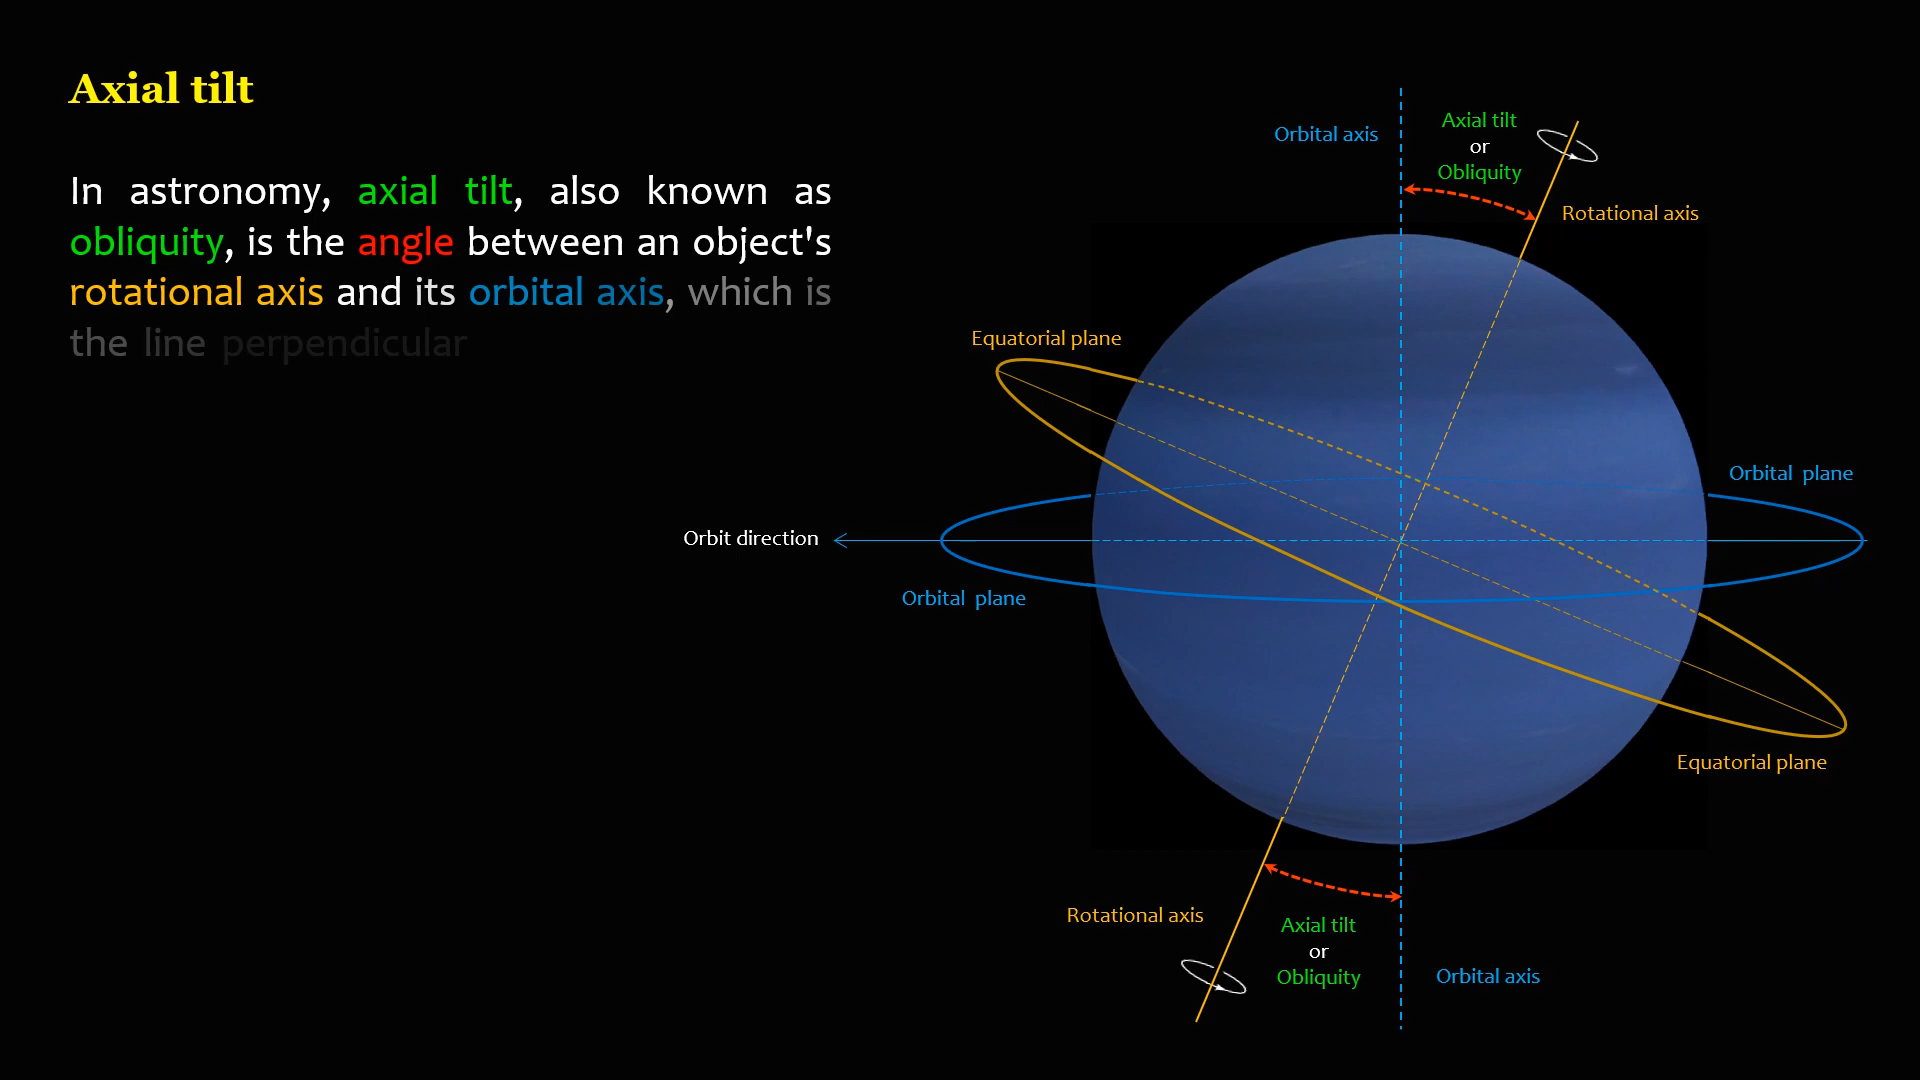 Axial tilt
In astronomy, axial tilt, also known as
obliquity, is the angle between an object's
rotational axis and its orbital axis, which is
the line perpendicular
Orbital axis
Axial tilt
or
Obliquity
Rotational axis
Equatorial plane
Orbital plane
Orbit direction
Orbital plane
Equatorial plane
Rotational axis
Axial tilt
or
Obliquity
Orbital axis